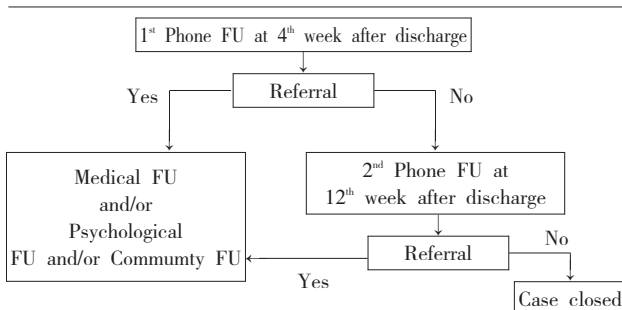 1st Phone FU at 4th week after discharge
Referral
Yes
No
Medical FU
and/or
Psychological
FU and/or Commumty FU
2nd Phone FU at
12th week after discharge
Referral
Yes
No
Case closed